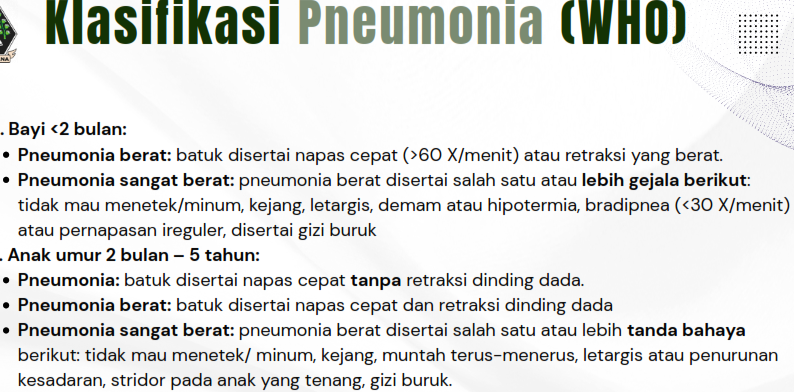 Klasifikasi Pneumonia (WHO)
. Bayi <2 bulan:
• Pneumonia berat: batuk disertai napas cepat (>60 X/menit) atau retraksi yang berat.
• Pneumonia sangat berat: pneumonia berat disertai salah satu atau lebih gejala berikut:
tidak mau menetek/minum, kejang, letargis, demam atau hipotermia, bradipnea (<30 X/menit)
atau pernapasan ireguler, disertai gizi buruk
. Anak umur 2 bulan – 5 tahun:
• Pneumonia: batuk disertai napas cepat tanpa retraksi dinding dada.
• Pneumonia berat: batuk disertai napas cepat dan retraksi dinding dada
• Pneumonia sangat berat: pneumonia berat disertai salah satu atau lebih tanda bahaya
berikut: tidak mau menetek/ minum, kejang, muntah terus-menerus, letargis atau penurunan
kesadaran, stridor pada anak yang tenang, gizi buruk.